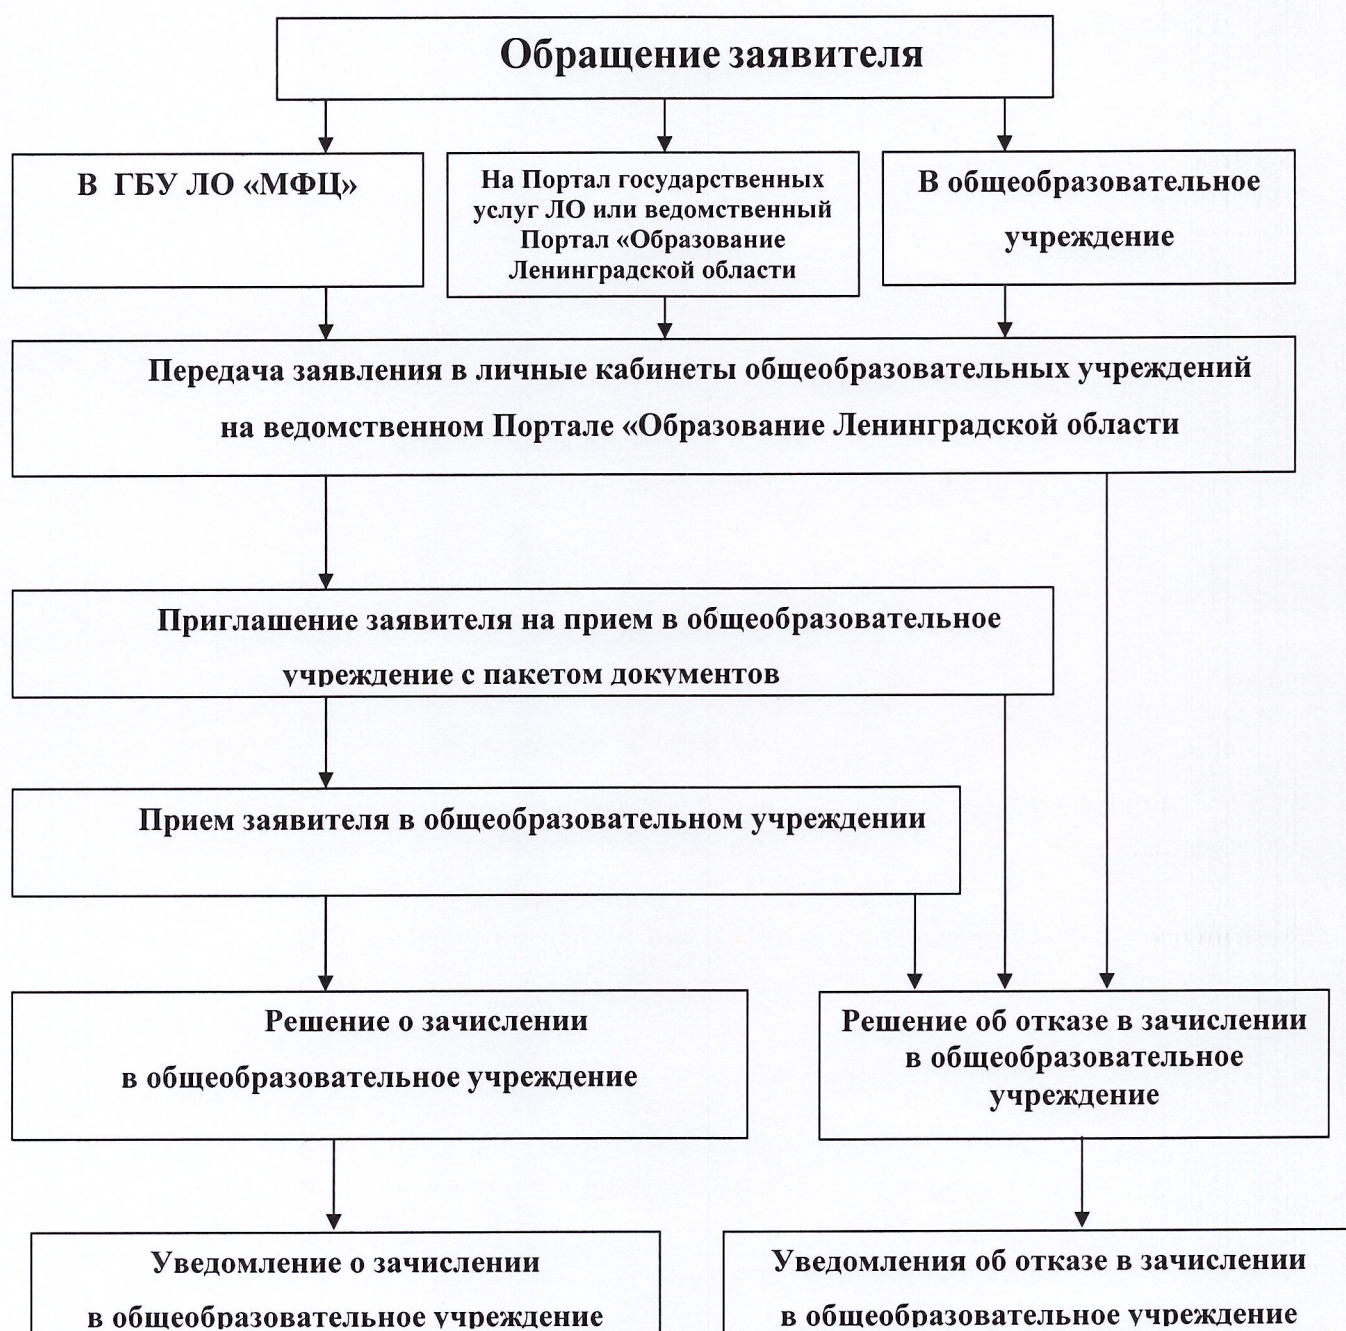 Обращение заявителя
В ГБУ ЛО «МФЦ»
На Портал государственных
услуг ЛО или ведомственный
Портал «Образование
Ленинградской области
В общеобразовательное
учреждение
Передача заявления в личные кабинеты общеобразовательных учреждений
на ведомственном Портале «Образование Ленинградской области
Приглашение заявителя на прием в общеобразовательное
учреждение с пакетом документов
Прием заявителя в общеобразовательном учреждении
Решение о зачислении
в общеобразовательное учреждение
Решение об отказе в зачислении
в общеобразовательное
учреждение
Уведомление о зачислении
в общеобразовательное учреждение
Уведомления об отказе в зачислении
в общеобразовательное учреждение